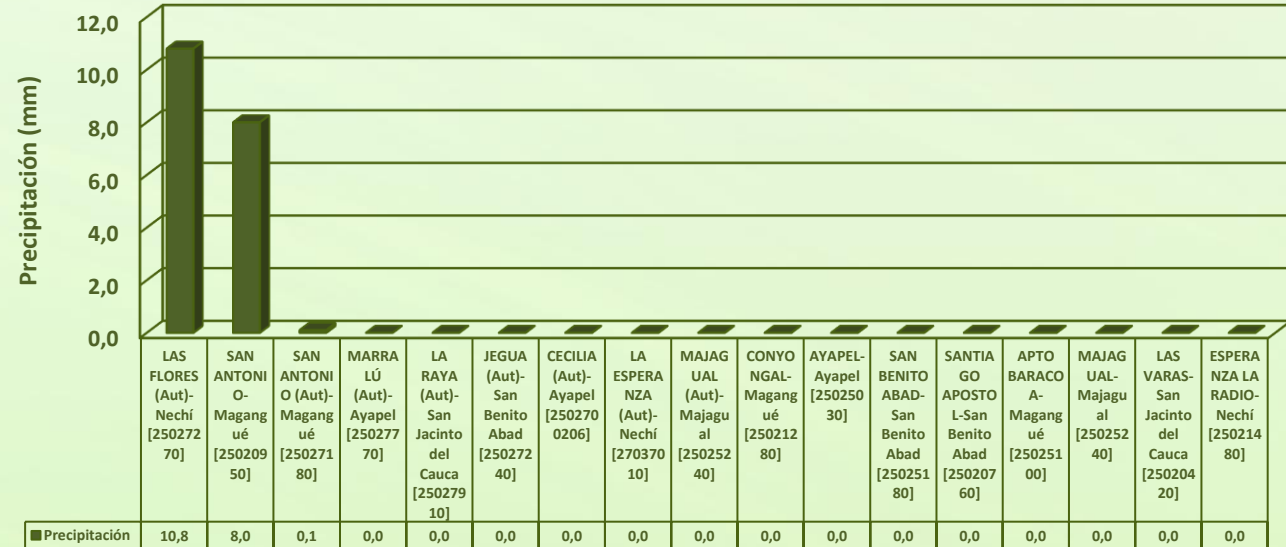 12,0
10,0
8,0
6,0
4,0
2,0
0,0
Precipitación (mm)
LAS
FLORES
(Aut)-
Nechí
[250272
70]
SAN
ANTONI
O-
Magang
ué
[250209
50]
SAN
ANTONI
O (Aut)-
Magang
ué
[250271
80]
MARRA
LÚ
(Aut)-
Ayapel
[250277
70]
LA
RAYA
(Aut)-
San
Jacinto
del
Cauca
[250279
10]
JEGUA
(Aut)-
San
Benito
Abad
[250272
40]
CECILIA
(Aut)-
Ayapel
[250270
0206]
LA
ESPERA
NZA
(Aut)-
Nechí
[270370
10]
MAJAG
UAL
(Aut)-
Majagu
al
[250252
40]
CONYO
NGAL-
Magang
ué
[250212
80]
AYAPEL-
Ayapel
[250250
30]
SAN
BENITO
ABAD-
San
Benito
Abad
[250251
80]
SANTIA
GO
APOSTO
L-San
Benito
Abad
[250207
60]
APTO
BARACO
A-
Magang
ué
[250251
00]
MAJAG
UAL-
Majagu
al
[250252
40]
LAS
VARAS-
San
Jacinto
del
Cauca
[250204
20]
ESPERA
NZA LA
RADIO-
Nechí
[250214
80]
Precipitación 10,8 8,0 0,1 0,0 0,0 0,0 0,0 0,0 0,0 0,0 0,0 0,0 0,0 0,0 0,0 0,0 0,0